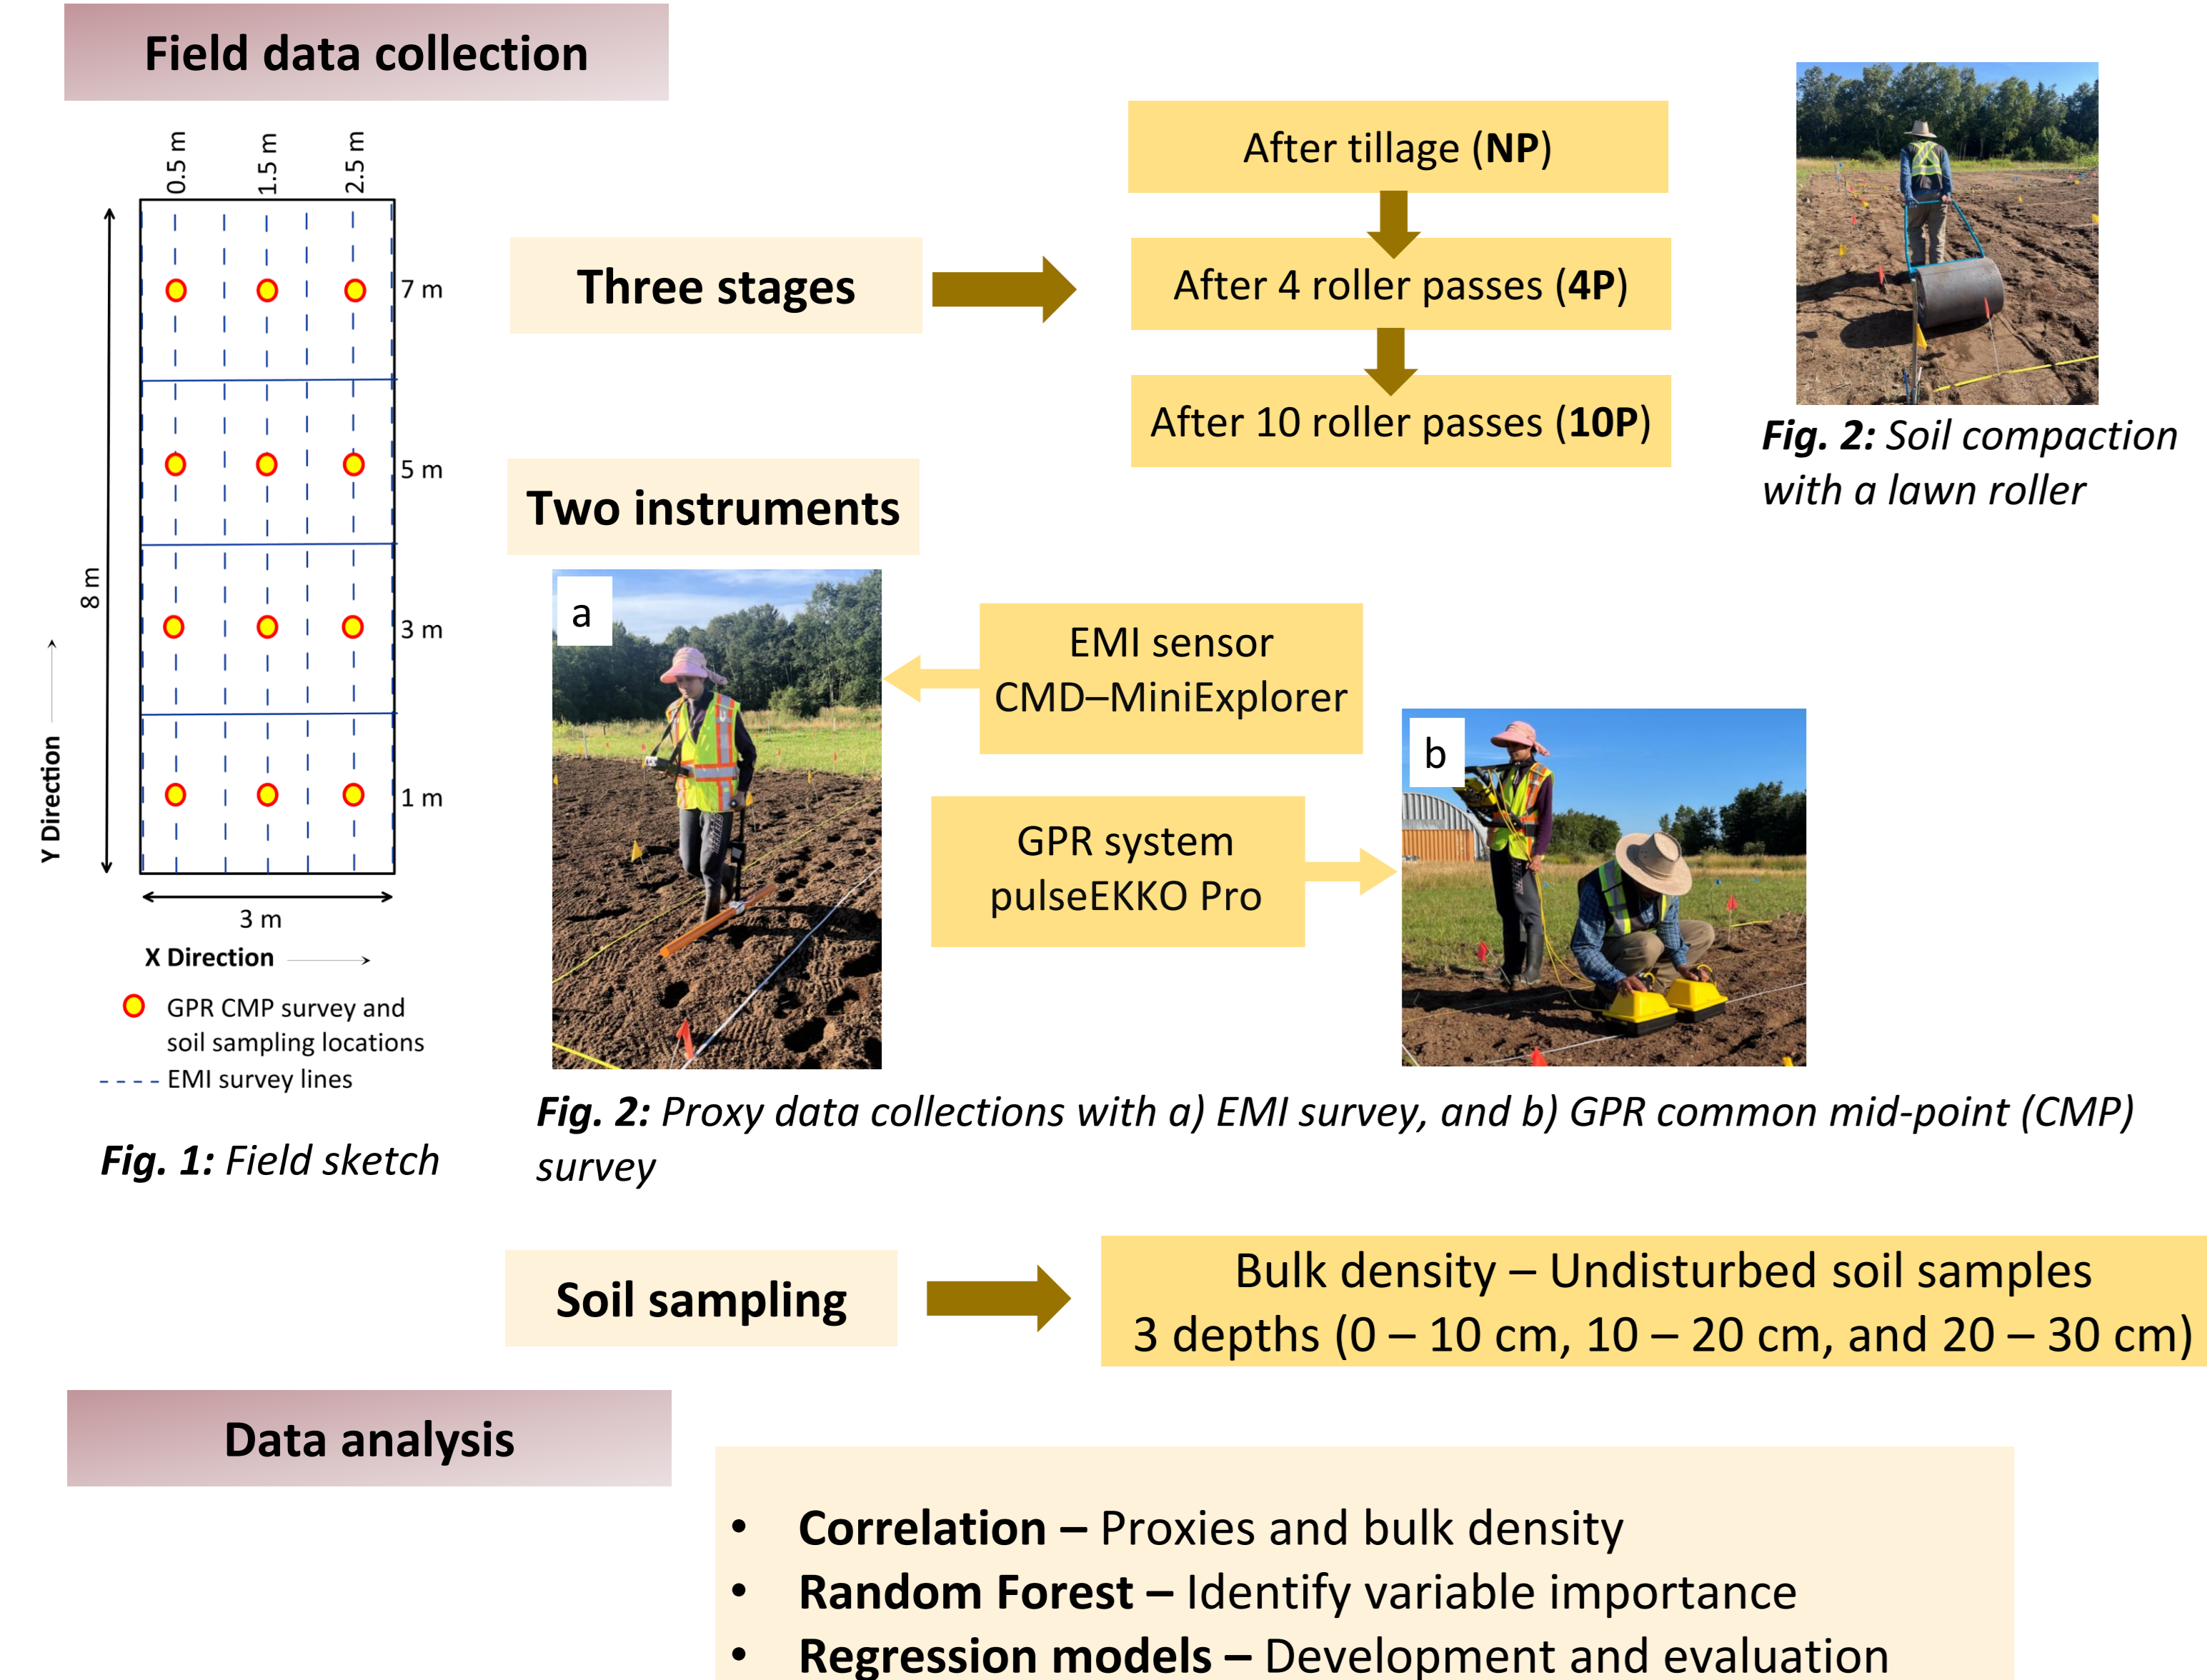 Field data collection
0.5 m
1.5 m
2.5 m
7 m
5 m
3 m
1 m
8 m
Y Direction
3 m
X Direction
GPR CMP survey and
soil sampling locations
EMI survey lines
Fig. 1: Field sketch
Three stages
After tillage (NP)
After 4 roller passes (4P)
After 10 roller passes (10P)
Fig. 2: Soil compaction
with a lawn roller
Two instruments
a
EMI sensor
CMD–MiniExplorer
GPR system
pulseEKKO Pro
b
Fig. 2: Proxy data collections with a) EMI survey, and b) GPR common mid-point (CMP)
survey
Soil sampling
Bulk density – Undisturbed soil samples
3 depths (0 – 10 cm, 10 – 20 cm, and 20 – 30 cm)
Data analysis
• Correlation – Proxies and bulk density
• Random Forest – Identify variable importance
• Regression models – Development and evaluation